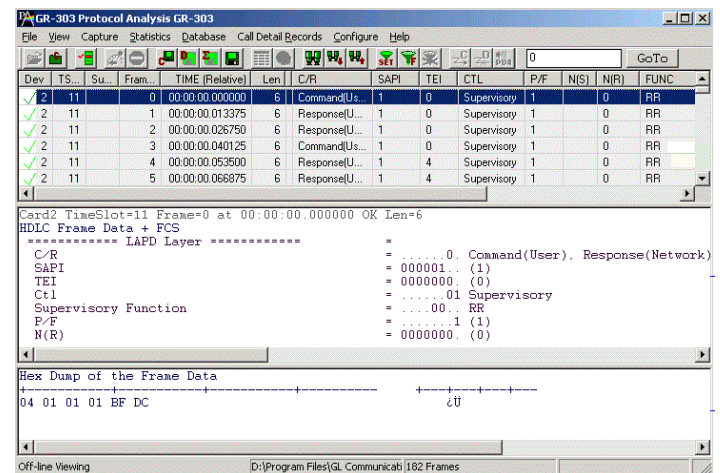 GR-303 Protocol Analysis GR-303
File View Capture Statistics Database Call Detail Records Configure Help
SET 0 GoTo
Dev TS... Su... Fram... TIME (Relative) Len C/R SAPI TEI CTL P/F N(S) N(R) FUNC
2 11 0 00:00:00.000000 6 Command(Us... 1 0 Supervisory 1 0 RR
2 11 1 00:00:00.013375 6 Response(U... 1 0 Supervisory 1 0 RR
2 11 2 00:00:00.026750 6 Response(U... 1 0 Supervisory 1 0 RR
2 11 3 00:00:00.040125 6 Command(Us... 1 0 Supervisory 1 0 RR
2 11 4 00:00:00.053500 6 Response(U... 1 4 Supervisory 1 0 RR
2 11 5 00:00:00.066875 6 Response(U... 1 4 Supervisory 1 0 RR
Card2 TimeSlot=11 Frame=0 at 00:00:00.000000 OK Len=6
HDLC Frame Data + FCS
============ LAPD Layer ============ =
C/R = ......0. Command(User), Response(Network)
SAPI = 000001.. (1)
TEI = 0000000. (0)
Ctl = ......01 Supervisory
Supervisory Function = ....00.. RR
P/F = .......1 (1)
N(R) = 0000000. (0)
Hex Dump of the Frame Data
+-----------+-----------+-----------+---------- +---+---+---+---
04 01 01 01 BF DC ¿Ü
Off-line Viewing D:\Program Files\GL Communicati 182 Frames